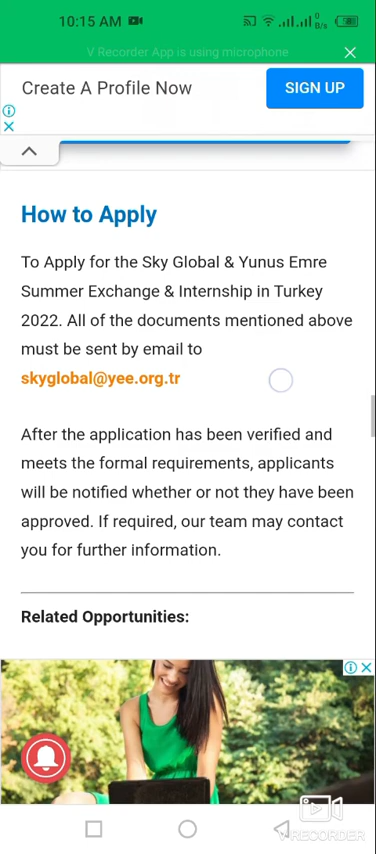 10:15 AM
0
B/s
V Recorder App is using microphone
Create A Profile Now
SIGN UP
How to Apply
To Apply for the Sky Global & Yunus Emre
Summer Exchange & Internship in Turkey
2022. All of the documents mentioned above
must be sent by email to
skyglobal@yee.org.tr
After the application has been verified and
meets the formal requirements, applicants
will be notified whether or not they have been
approved. If required, our team may contact
you for further information.
Related Opportunities:
VRECORDER